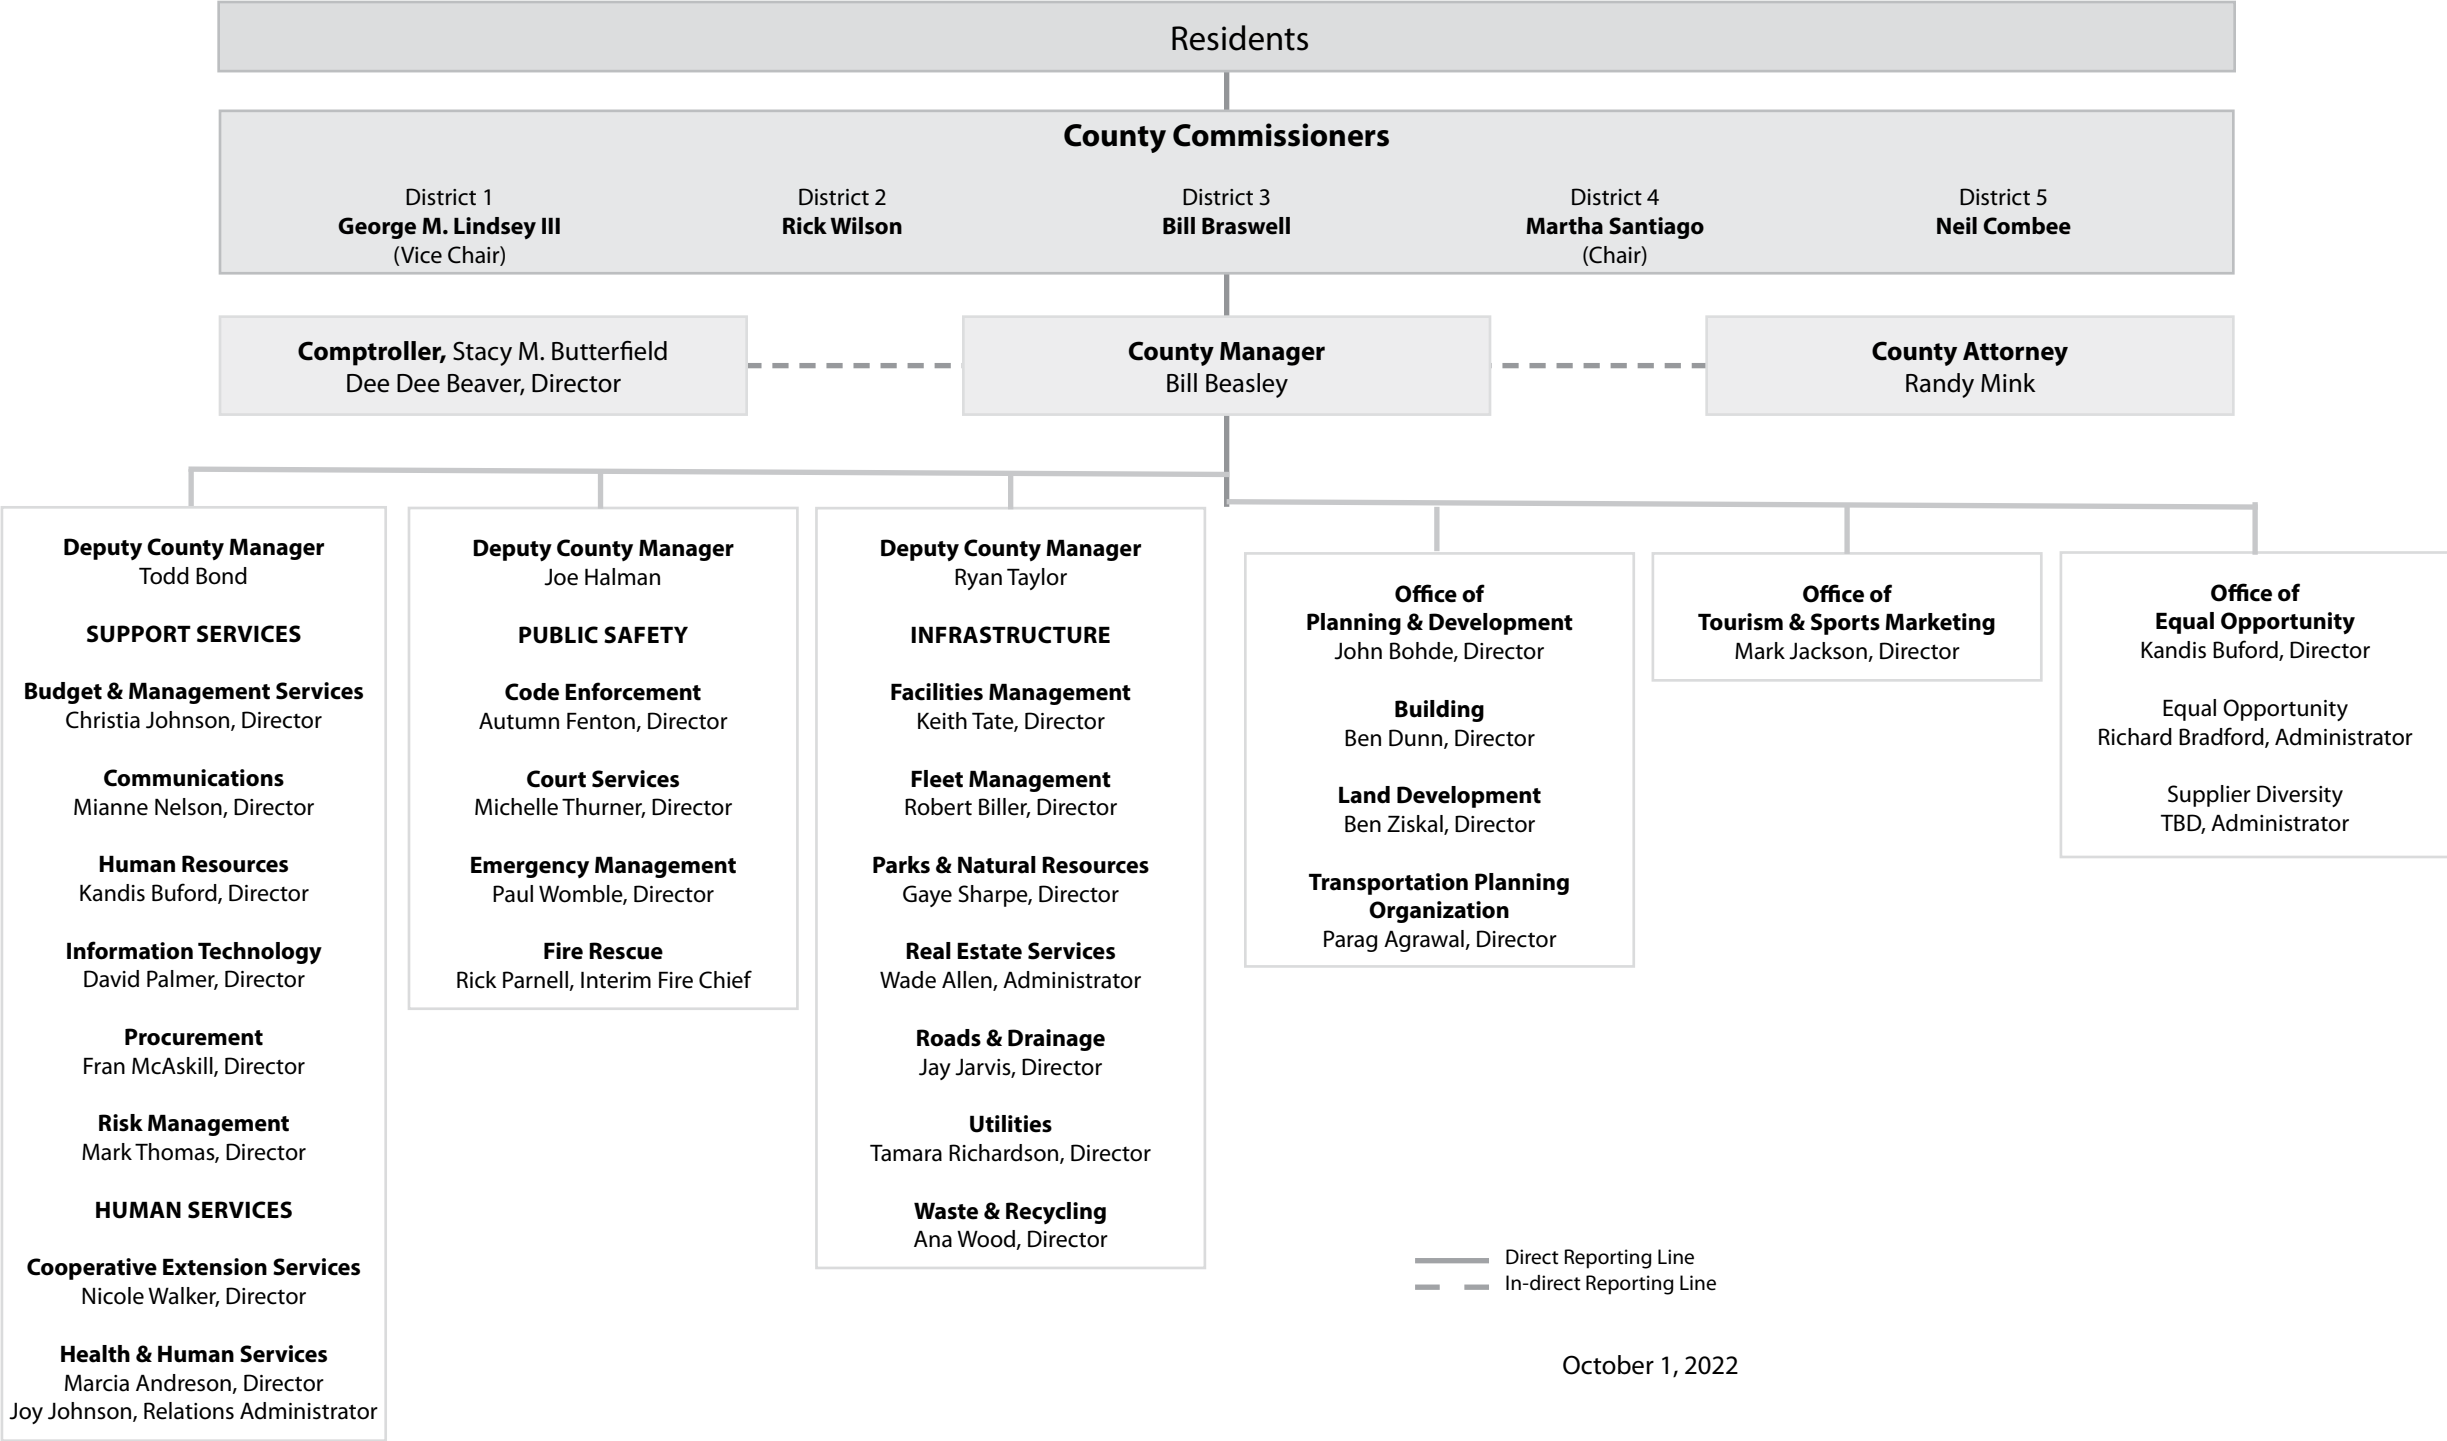 Residents
County Commissioners
District 1
George M. Lindsey III
(Vice Chair)
District 2
Rick Wilson
District 3
Bill Braswell
District 4
Martha Santiago
(Chair)
District 5
Neil Combee
Comptroller, Stacy M. Butterfield
Dee Dee Beaver, Director
County Manager
Bill Beasley
County Attorney
Randy Mink
Deputy County Manager
Todd Bond
SUPPORT SERVICES
Budget & Management Services
Christia Johnson, Director
Communications
Mianne Nelson, Director
Human Resources
Kandis Buford, Director
Information Technology
David Palmer, Director
Procurement
Fran McAskill, Director
Risk Management
Mark Thomas, Director
HUMAN SERVICES
Cooperative Extension Services
Nicole Walker, Director
Health & Human Services
Marcia Andreson, Director
Joy Johnson, Relations Administrator
Deputy County Manager
Joe Halman
PUBLIC SAFETY
Code Enforcement
Autumn Fenton, Director
Court Services
Michelle Thurner, Director
Emergency Management
Paul Womble, Director
Fire Rescue
Rick Parnell, Interim Fire Chief
Deputy County Manager
Ryan Taylor
INFRASTRUCTURE
Facilities Management
Keith Tate, Director
Fleet Management
Robert Biller, Director
Parks & Natural Resources
Gaye Sharpe, Director
Real Estate Services
Wade Allen, Administrator
Roads & Drainage
Jay Jarvis, Director
Utilities
Tamara Richardson, Director
Waste & Recycling
Ana Wood, Director
Office of
Planning & Development
John Bohde, Director
Building
Ben Dunn, Director
Land Development
Ben Ziskal, Director
Transportation Planning
Organization
Parag Agrawal, Director
Office of
Tourism & Sports Marketing
Mark Jackson, Director
Office of
Equal Opportunity
Kandis Buford, Director
Equal Opportunity
Richard Bradford, Administrator
Supplier Diversity
TBD, Administrator
Direct Reporting Line
In-direct Reporting Line
October 1, 2022